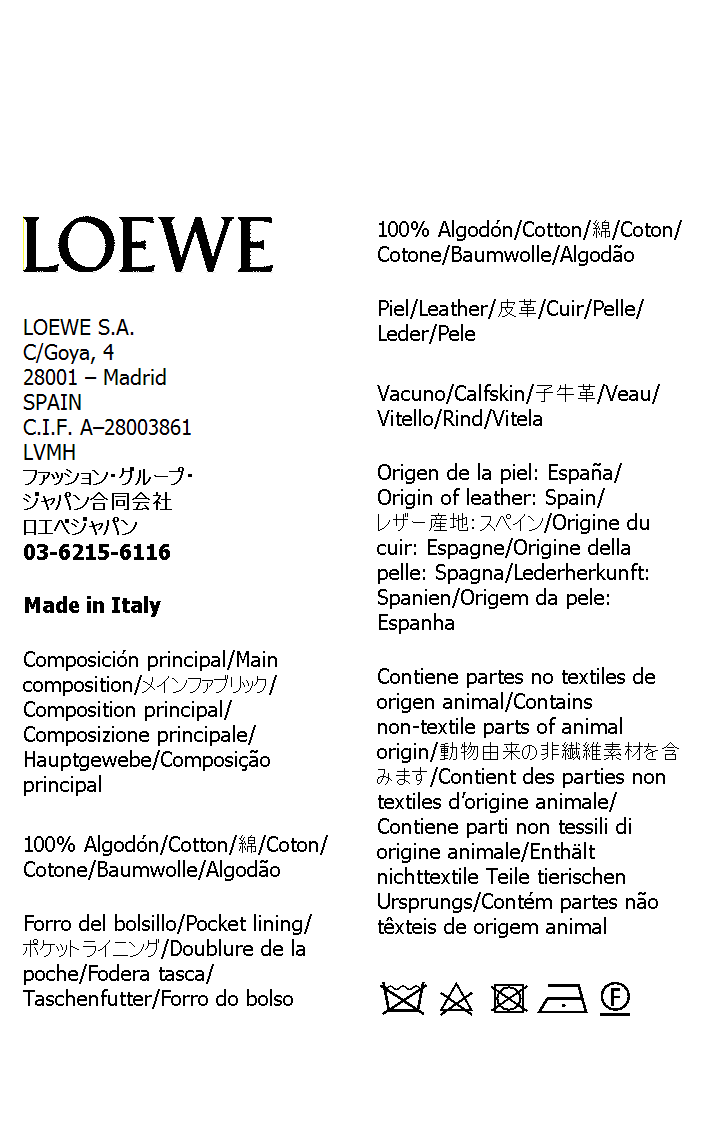 LOEWE
LOEWE S.A.
C/Goya, 4
28001 – Madrid
SPAIN
C.I.F. A–28003861
LVMH
ファッション・グループ・
ジャパン合同会社
ロエベジャパン
03-6215-6116
Made in Italy
Composición principal/Main
composition/メインファブリック/
Composition principal/
Composizione principale/
Hauptgewebe/Composição
principal
100% Algodón/Cotton/綿/Coton/
Cotone/Baumwolle/Algodão
Forro del bolsillo/Pocket lining/
ポケットライニング/Doublure de la
poche/Fodera tasca/
Taschenfutter/Forro do bolso
100% Algodón/Cotton/綿/Coton/
Cotone/Baumwolle/Algodão
Piel/Leather/皮革/Cuir/Pelle/
Leder/Pele
Vacuno/Calfskin/子牛革/Veau/
Vitello/Rind/Vitela
Origen de la piel: España/
Origin of leather: Spain/
レザー産地：スペイン/Origine du
cuir: Espagne/Origine della
pelle: Spagna/Lederherkunft:
Spanien/Origem da pele:
Espanha
Contiene partes no textiles de
origen animal/Contains
non-textile parts of animal
origin/動物由来の非繊維素材を含
みます/Contient des parties non
textiles d’origine animale/
Contiene parti non tessili di
origine animale/Enthält
nichttextile Teile tierischen
Ursprungs/Contém partes não
têxteis de origem animal
F